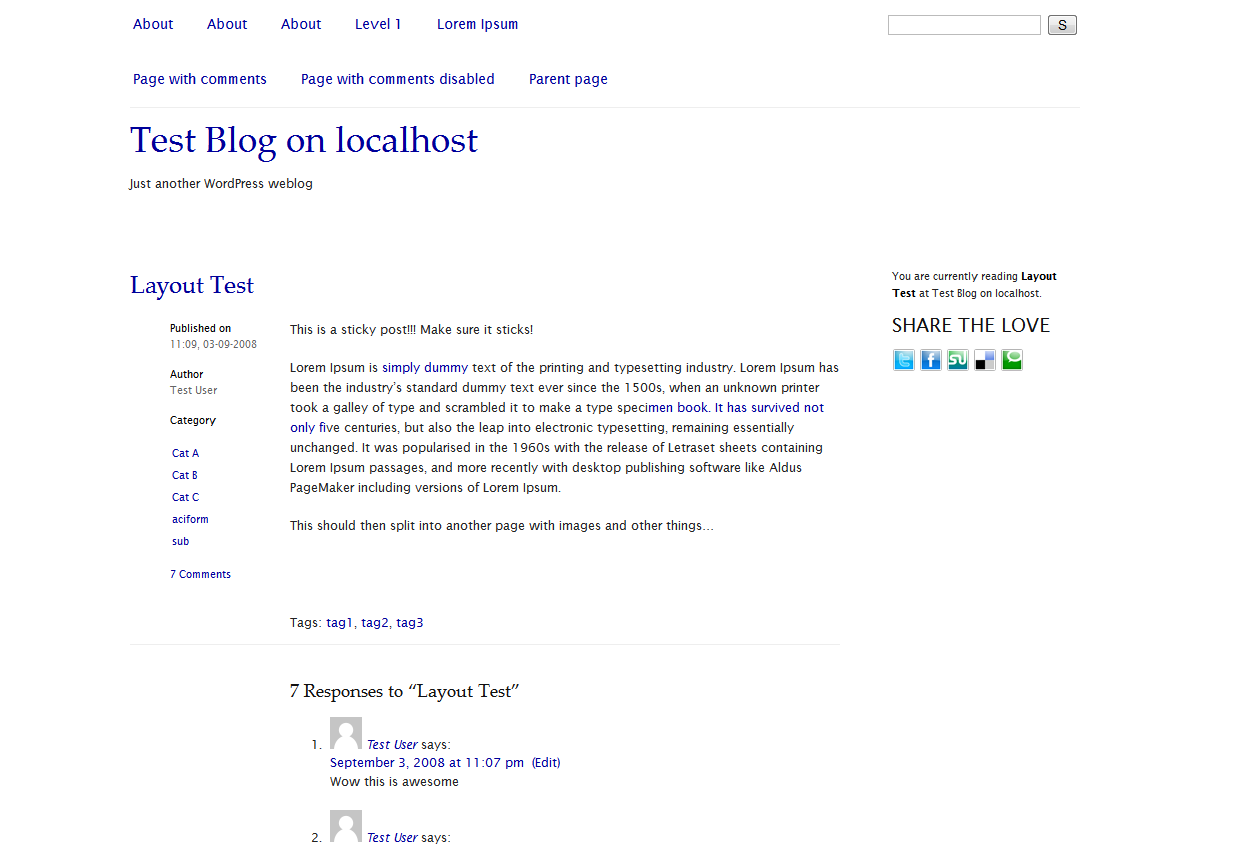 About About About Level 1 Lorem Ipsum S
Page with comments Page with comments disabled Parent page
Test Blog on localhost
Just another WordPress weblog
Layout Test
Published on
11:09, 03-09-2008
Author
Test User
Category
Cat A
Cat B
Cat C
aciform
sub
7 Comments
This is a sticky post!!! Make sure it sticks!
Lorem Ipsum is simply dummy text of the printing and typesetting industry. Lorem Ipsum has
been the industry’s standard dummy text ever since the 1500s, when an unknown printer
took a galley of type and scrambled it to make a type specimen book. It has survived not
only five centuries, but also the leap into electronic typesetting, remaining essentially
unchanged. It was popularised in the 1960s with the release of Letraset sheets containing
Lorem Ipsum passages, and more recently with desktop publishing software like Aldus
PageMaker including versions of Lorem Ipsum.
This should then split into another page with images and other things…
Tags: tag1, tag2, tag3
You are currently reading Layout
Test at Test Blog on localhost.
SHARE THE LOVE
7 Responses to “Layout Test”
1. Test User says:
September 3, 2008 at 11:07 pm (Edit)
Wow this is awesome
2. Test User says: